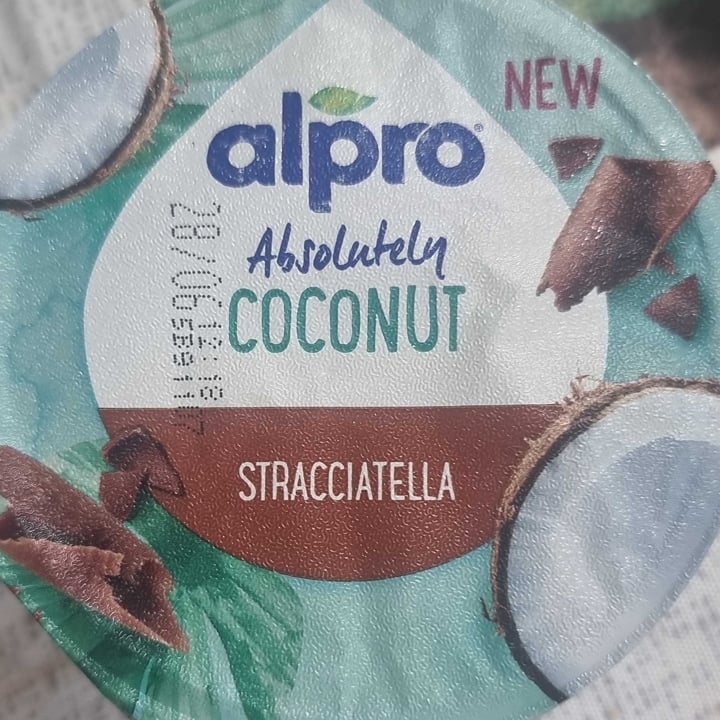 NEW
alpro®
Absolutely
COCONUT
STRACCIATELLA
28/06